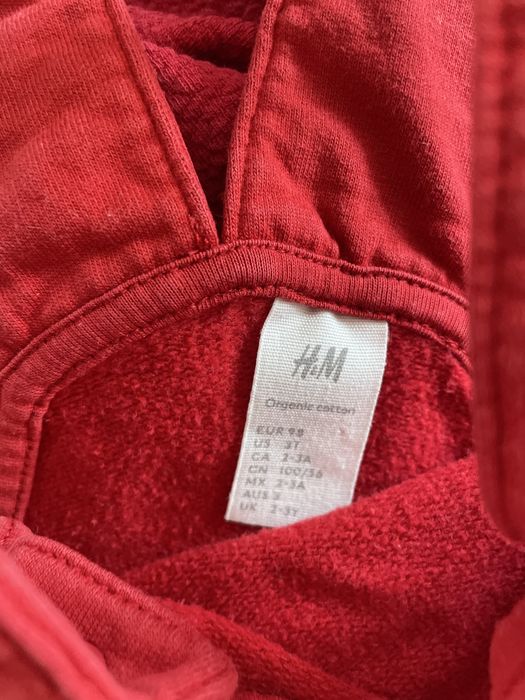 H&M
Organic cotton
EUR 98
US 3T
CA 2-3A
CN 100/56
MX 2-3A
AUS 3
UK 2-3Y